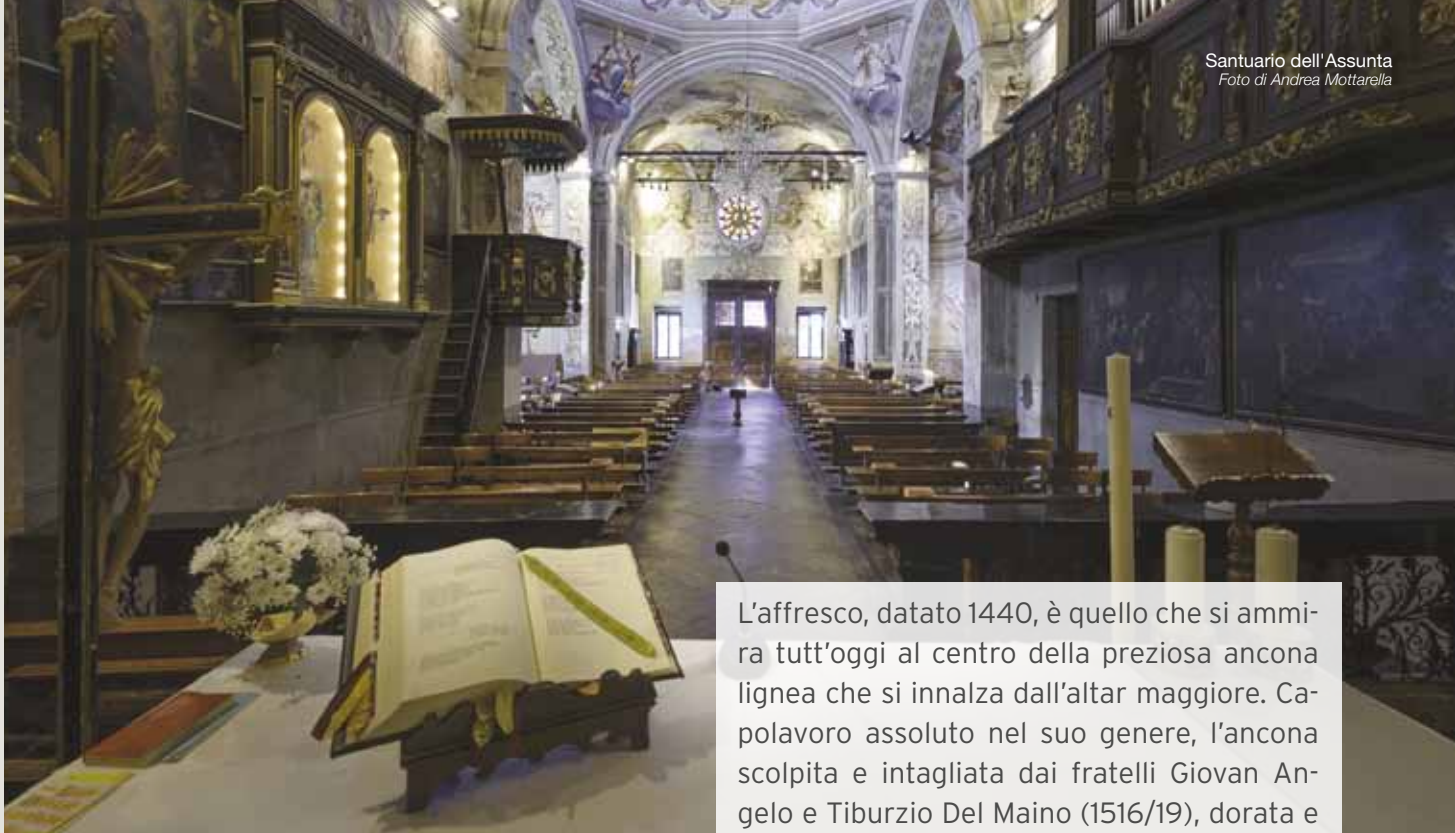 Santuario dell'Assunta
Foto di Andrea Mottarella
L'affresco, datato 1440, è quello che si ammi-
ra tutt'oggi al centro della preziosa ancona
lignea che si innalza dall'altar maggiore. Ca-
polavoro assoluto nel suo genere, l'ancona
scolpita e intagliata dai fratelli Giovan An-
gelo e Tiburzio Del Maino (1516/19), dorata e